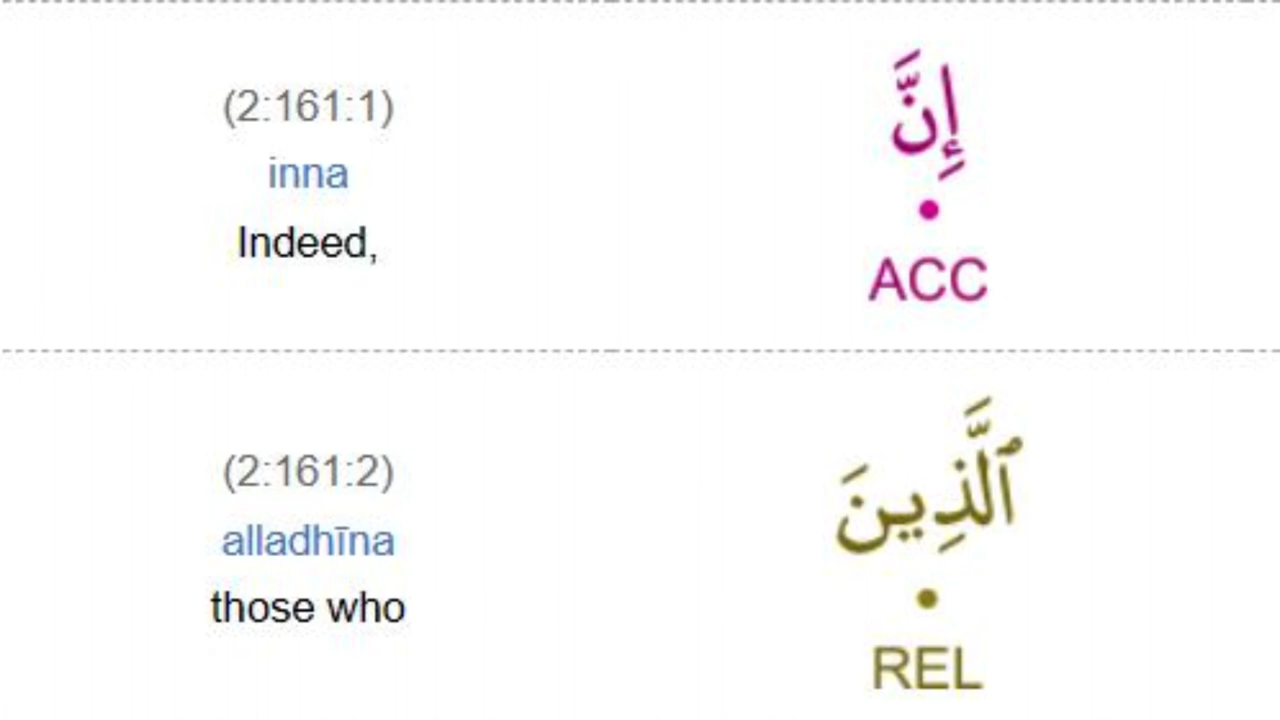 (2:161:1)
inna
Indeed,
إِنَّ
ACC
(2:161:2)
alladhīna
those who
ٱلَّذِينَ
REL